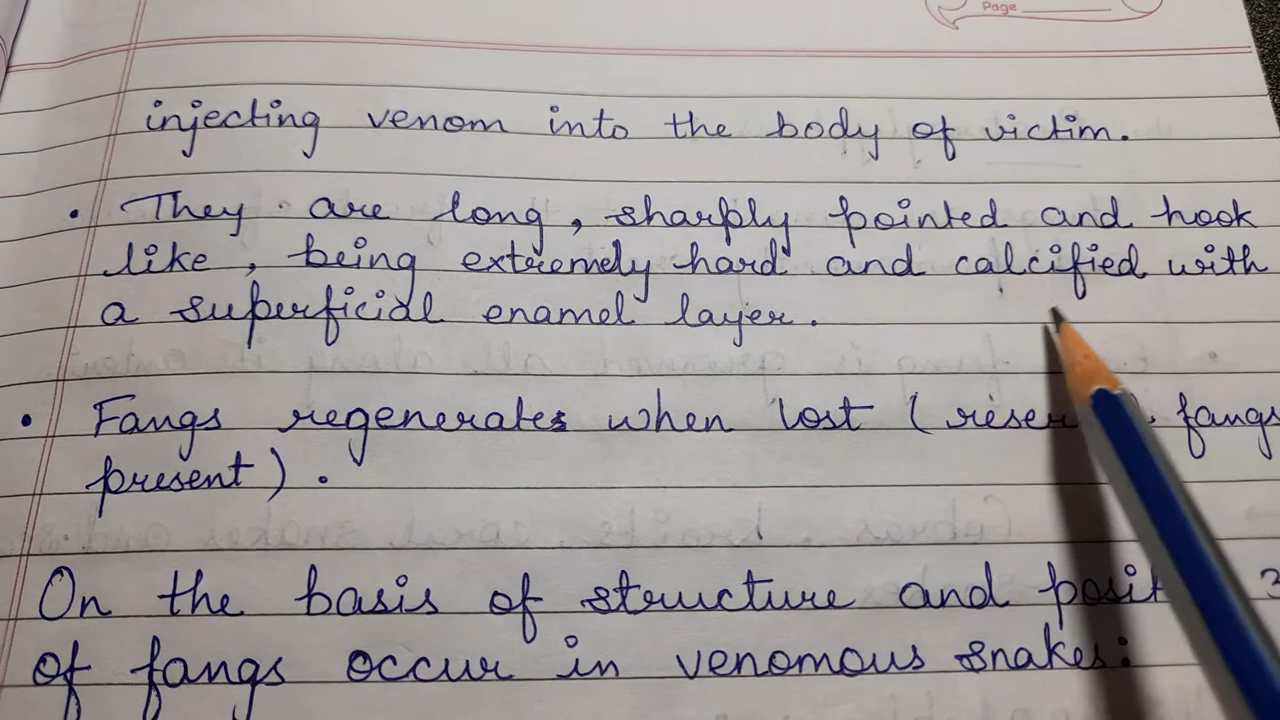 Page
injecting venom into the body of victim.
• They are long, sharply pointed and hook
like, being extremely hard and calcified with
a superficial enamel layer.
• Fangs regenerates when lost ( fangs
present).
On the basis of structure and 3
of fangs occur in venomous snakes: